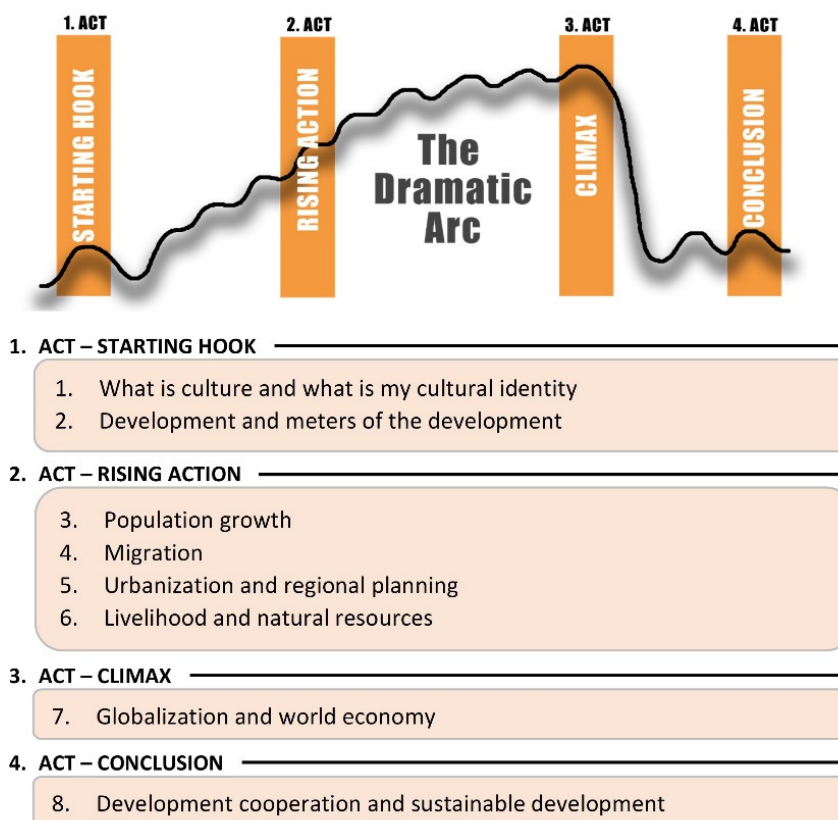 1. ACT
2. ACT
3. ACT
4. ACT
STARTING HOOK
RISING ACTION
CLIMAX
CONCLUSION
The
Dramatic
Arc
1. ACT – STARTING HOOK
1. What is culture and what is my cultural identity
2. Development and meters of the development
2. ACT – RISING ACTION
3. Population growth
4. Migration
5. Urbanization and regional planning
6. Livelihood and natural resources
3. ACT – CLIMAX
7. Globalization and world economy
4. ACT – CONCLUSION
8. Development cooperation and sustainable development